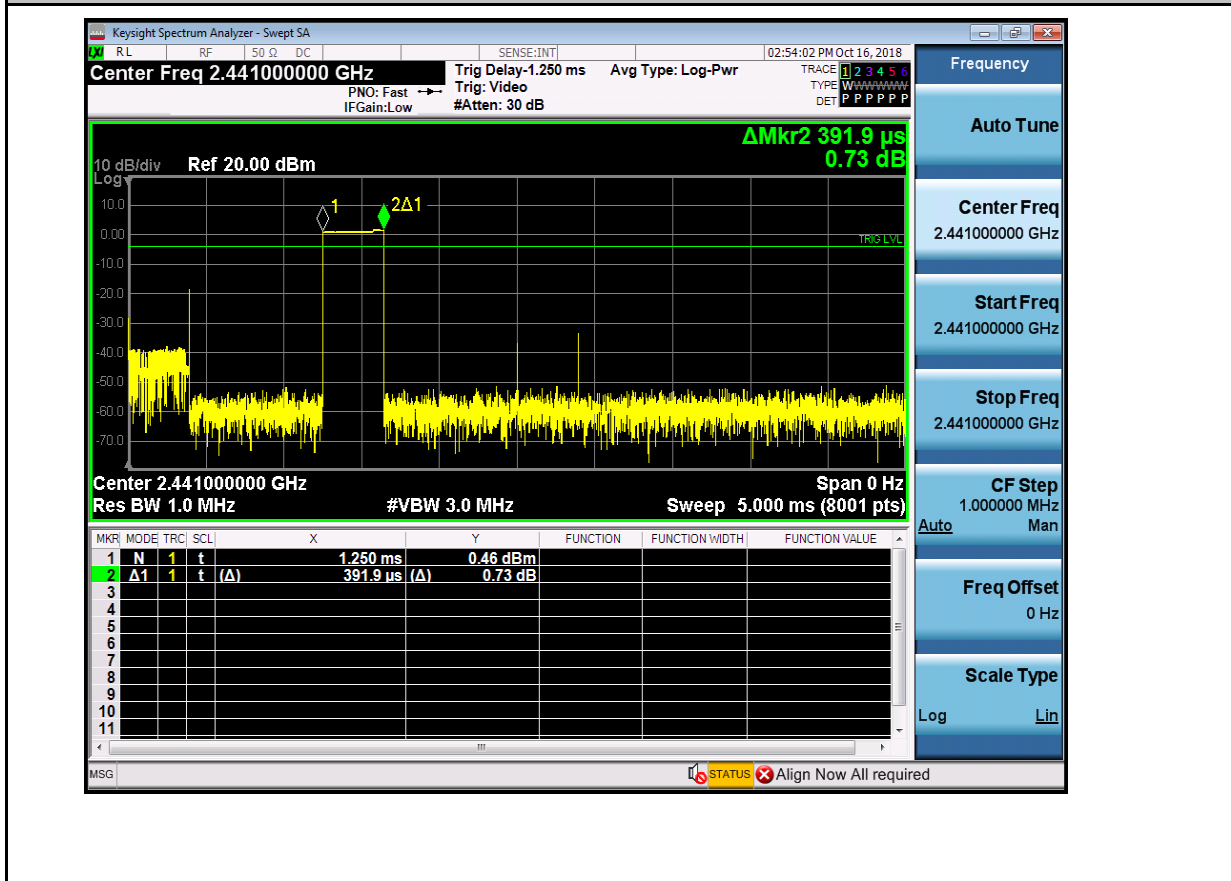 Keysight Spectrum Analyzer - Swept SA
LXI RL RF 50 Ω DC SENSE:INT 02:54:02 PM Oct 16, 2018
Center Freq 2.441000000 GHz
Trig Delay-1.250 ms Avg Type: Log-Pwr
PNO: Fast
IFGain:Low
Trig: Video
#Atten: 30 dB
TRACE 1 2 3 4 5 6
TYPE WWWWWW
DET P P P P P P
ΔMkr2 391.9 µs
0.73 dB
10 dB/div Ref 20.00 dBm
Log
10.0
0.00
-10.0
-20.0
-30.0
-40.0
-50.0
-60.0
-70.0
1
2Δ1
TRIG LVL
Center 2.441000000 GHz Span 0 Hz
Res BW 1.0 MHz #VBW 3.0 MHz Sweep 5.000 ms (8001 pts)
MKR MODE TRC SCL X Y FUNCTION FUNCTION WIDTH FUNCTION VALUE
1 N 1 t 1.250 ms 0.46 dBm
2 Δ1 1 t (Δ) 391.9 µs (Δ) 0.73 dB
3
4
5
6
7
8
9
10
11
MSG STATUS Align Now All required
Frequency
Auto Tune
Center Freq
2.441000000 GHz
Start Freq
2.441000000 GHz
Stop Freq
2.441000000 GHz
CF Step
1.000000 MHz
Auto Man
Freq Offset
0 Hz
Scale Type
Log Lin